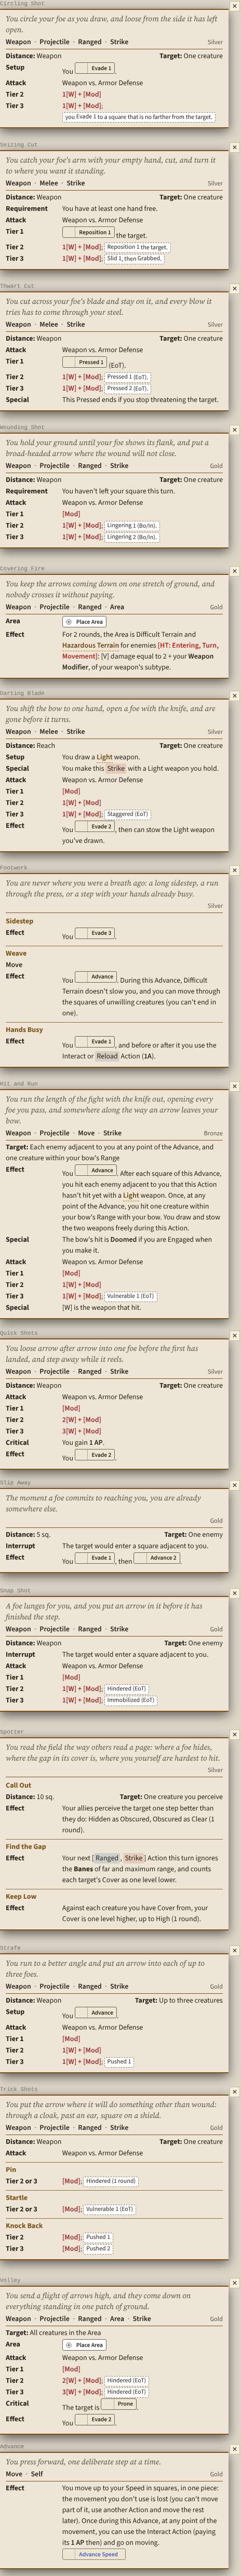 Circling Shot
×
You circle your foe as you draw, and loose from the side it has left
open.
Weapon · Projectile · Ranged · Strike Silver
Distance: Weapon Target: One creature
Setup You Evade 1.
Attack Weapon vs. Armor Defense
Tier 2 1[W] + [Mod]
Tier 3 1[W] + [Mod];
you Evade 1 to a square that is no farther from the target.
Seizing Cut
×
You catch your foe's arm with your empty hand, cut, and turn it
to where you want it standing.
Weapon · Melee · Strike Silver
Distance: Weapon Target: One creature
Requirement You have at least one hand free.
Attack Weapon vs. Armor Defense
Tier 1 Reposition 1 the target.
Tier 2 1[W] + [Mod]; Reposition 1 the target.
Tier 3 1[W] + [Mod]; Slid 1, then Grabbed.
Thwart Cut
×
You cut across your foe's blade and stay on it, and every blow it
tries has to come through your steel.
Weapon · Melee · Strike Silver
Distance: Weapon Target: One creature
Attack Weapon vs. Armor Defense
Tier 1 Pressed 1 (EoT).
Tier 2 1[W] + [Mod]; Pressed 1 (EoT).
Tier 3 1[W] + [Mod]; Pressed 2 (EoT).
Special This Pressed ends if you stop threatening the target.
Wounding Shot
×
You hold your ground until your foe shows its flank, and put a
broad-headed arrow where the wound will not close.
Weapon · Projectile · Ranged · Strike Gold
Distance: Weapon Target: One creature
Requirement You haven't left your square this turn.
Attack Weapon vs. Armor Defense
Tier 1 [Mod]
Tier 2 1[W] + [Mod]; Lingering 1 (Bo/In).
Tier 3 1[W] + [Mod]; Lingering 2 (Bo/In).
Covering Fire
×
You keep the arrows coming down on one stretch of ground, and
nobody crosses it without paying.
Weapon · Projectile · Ranged · Area Gold
Area Place Area
Effect For 2 rounds, the Area is Difficult Terrain and
Hazardous Terrain for enemies [HT: Entering, Turn,
Movement]: [V] damage equal to 2 + your Weapon
Modifier, of your weapon's subtype.
Darting Blade
×
You shift the bow to one hand, open a foe with the knife, and are
gone before it turns.
Weapon · Melee · Strike Silver
Distance: Reach Target: One creature
Setup You draw a Light weapon.
Special You make this Strike with a Light weapon you hold.
Attack Weapon vs. Armor Defense
Tier 1 [Mod]
Tier 2 1[W] + [Mod]
Tier 3 1[W] + [Mod]; Staggered (EoT)
Effect You Evade 2, then can stow the Light weapon
you've drawn.
Footwork
×
You are never where you were a breath ago: a long sidestep, a run
through the press, or a step with your hands already busy.
Silver
Sidestep
Effect You Evade 3.
Weave
Move
Effect You Advance. During this Advance, Difficult
Terrain doesn't slow you, and you can move through
the squares of unwilling creatures (you can't end in
one).
Hands Busy
Effect You Evade 1, and before or after it you use the
Interact or Reload Action (1A).
Hit and Run
×
You run the length of the fight with the knife out, opening every
foe you pass, and somewhere along the way an arrow leaves your
bow.
Weapon · Projectile · Move · Strike Bronze
Target: Each enemy adjacent to you at any point of the Advance, and
one creature within your bow's Range
Effect You Advance. After each square of this Advance,
you hit each enemy adjacent to you that this Action
hasn't hit yet with a Light weapon. Once, at any
point of the Advance, you hit one creature within
your bow's Range with your Bow. You draw and stow
the two weapons freely during this Action.
Special The bow's hit is Doomed if you are Engaged when
you make it.
Attack Weapon vs. Armor Defense
Tier 1 [Mod]
Tier 2 1[W] + [Mod]
Tier 3 1[W] + [Mod]; Vulnerable 1 (EoT)
Special [W] is the weapon that hit.
Quick Shots
×
You loose arrow after arrow into one foe before the first has
landed, and step away while it reels.
Weapon · Projectile · Ranged · Strike Gold
Distance: Weapon Target: One creature
Attack Weapon vs. Armor Defense
Tier 1 [Mod]
Tier 2 2[W] + [Mod]
Tier 3 3[W] + [Mod]
Critical You gain 1 AP.
Effect You Evade 2.
Slip Away
×
The moment a foe commits to reaching you, you are already
somewhere else.
Gold
Distance: 5 sq. Target: One enemy
Interrupt The target would enter a square adjacent to you.
Effect You Evade 1, then Advance 2.
Snap Shot
×
A foe lunges for you, and you put an arrow in it before it has
finished the step.
Weapon · Projectile · Ranged · Strike Gold
Distance: Weapon Target: One enemy
Interrupt The target would enter a square adjacent to you.
Attack Weapon vs. Armor Defense
Tier 1 [Mod]
Tier 2 1[W] + [Mod]; Hindered (EoT)
Tier 3 1[W] + [Mod]; Immobilized (EoT)
Spotter
×
You read the field the way others read a page: where a foe hides,
where the gap in its cover is, where you yourself are hardest to hit.
Silver
Call Out
Distance: 10 sq. Target: One creature you perceive
Effect Your allies perceive the target one step better than
they do: Hidden as Obscured, Obscured as Clear (1
round).
Find the Gap
Effect Your next [Ranged, Strike] Action this turn ignores
the Banes of far and maximum range, and counts
each target's Cover as one level lower.
Keep Low
Effect Against each creature you have Cover from, your
Cover is one level higher, up to High (1 round).
Strafe
×
You run to a better angle and put an arrow into each of up to
three foes.
Weapon · Projectile · Ranged · Strike Gold
Distance: Weapon Target: Up to three creatures
Setup You Advance.
Attack Weapon vs. Armor Defense
Tier 1 [Mod]
Tier 2 1[W] + [Mod]
Tier 3 1[W] + [Mod]; Pushed 1
Trick Shots
×
You put the arrow where it will do something other than wound:
through a cloak, past an ear, square on a shield.
Weapon · Projectile · Ranged · Strike Gold
Distance: Weapon Target: One creature
Attack Weapon vs. Armor Defense
Pin
Tier 2 or 3 [Mod]; Hindered (1 round)
Startle
Tier 2 or 3 [Mod]; Vulnerable 1 (EoT)
Knock Back
Tier 2 [Mod]; Pushed 1
Tier 3 [Mod]; Pushed 2
Volley
×
You send a flight of arrows high, and they come down on
everything standing in one patch of ground.
Weapon · Projectile · Ranged · Area · Strike Gold
Target: All creatures in the Area
Area Place Area
Attack Weapon vs. Armor Defense
Tier 1 [Mod]
Tier 2 2[W] + [Mod]; Hindered (EoT)
Tier 3 3[W] + [Mod]; Hindered (EoT)
Critical The target is Prone.
Effect You Evade 2.
Advance
×
You press forward, one deliberate step at a time.
Move · Self Gold
Effect You move up to your Speed in squares, in one piece:
the movement you don't use is lost (you can't move
part of it, use another Action and move the rest
later). Once during this Advance, at any point of the
movement, you can use the Interact Action (paying
its 1 AP then) and go on moving.
Advance Speed